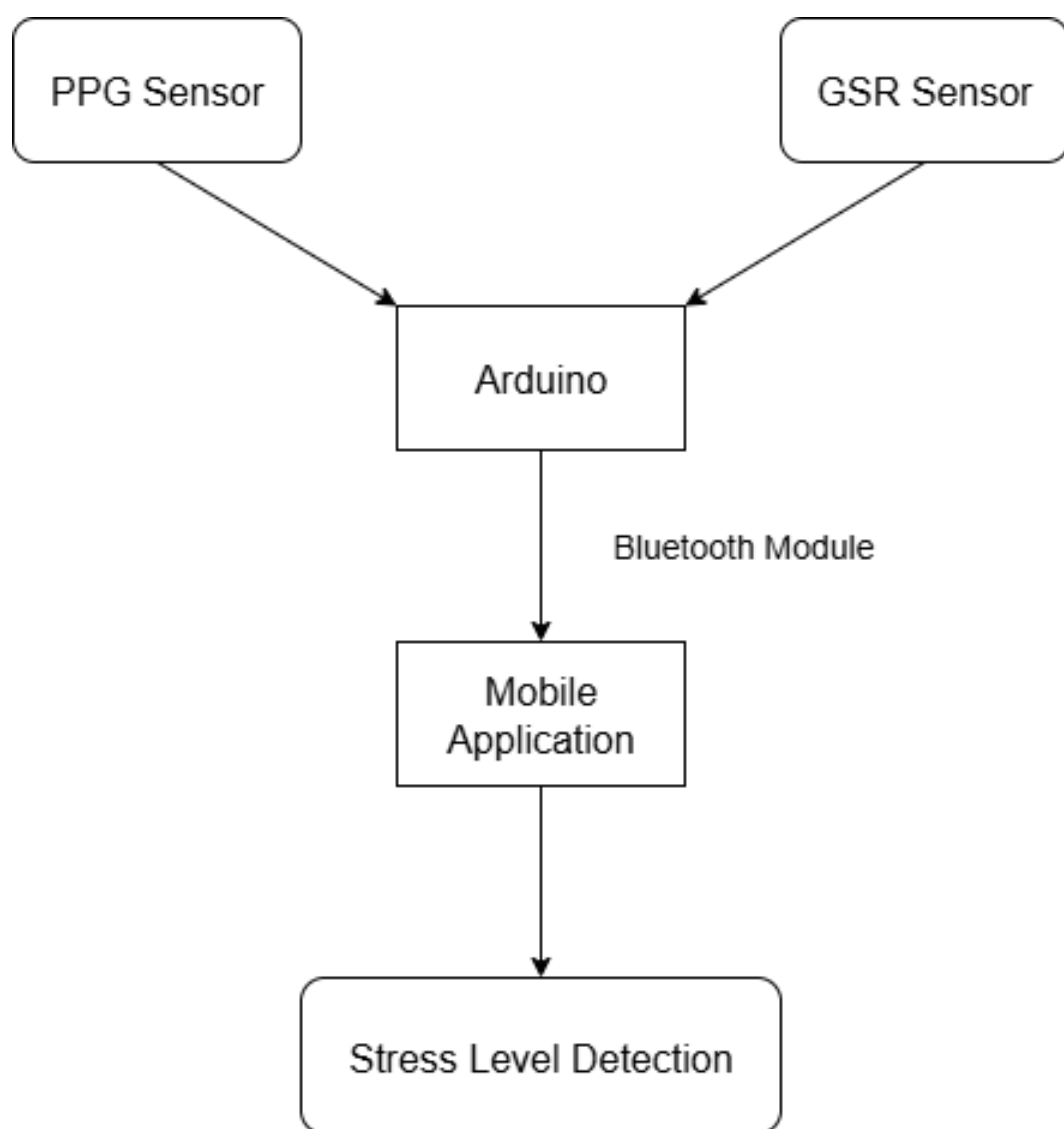 PPG Sensor
GSR Sensor
Arduino
Bluetooth Module
Mobile
Application
Stress Level Detection